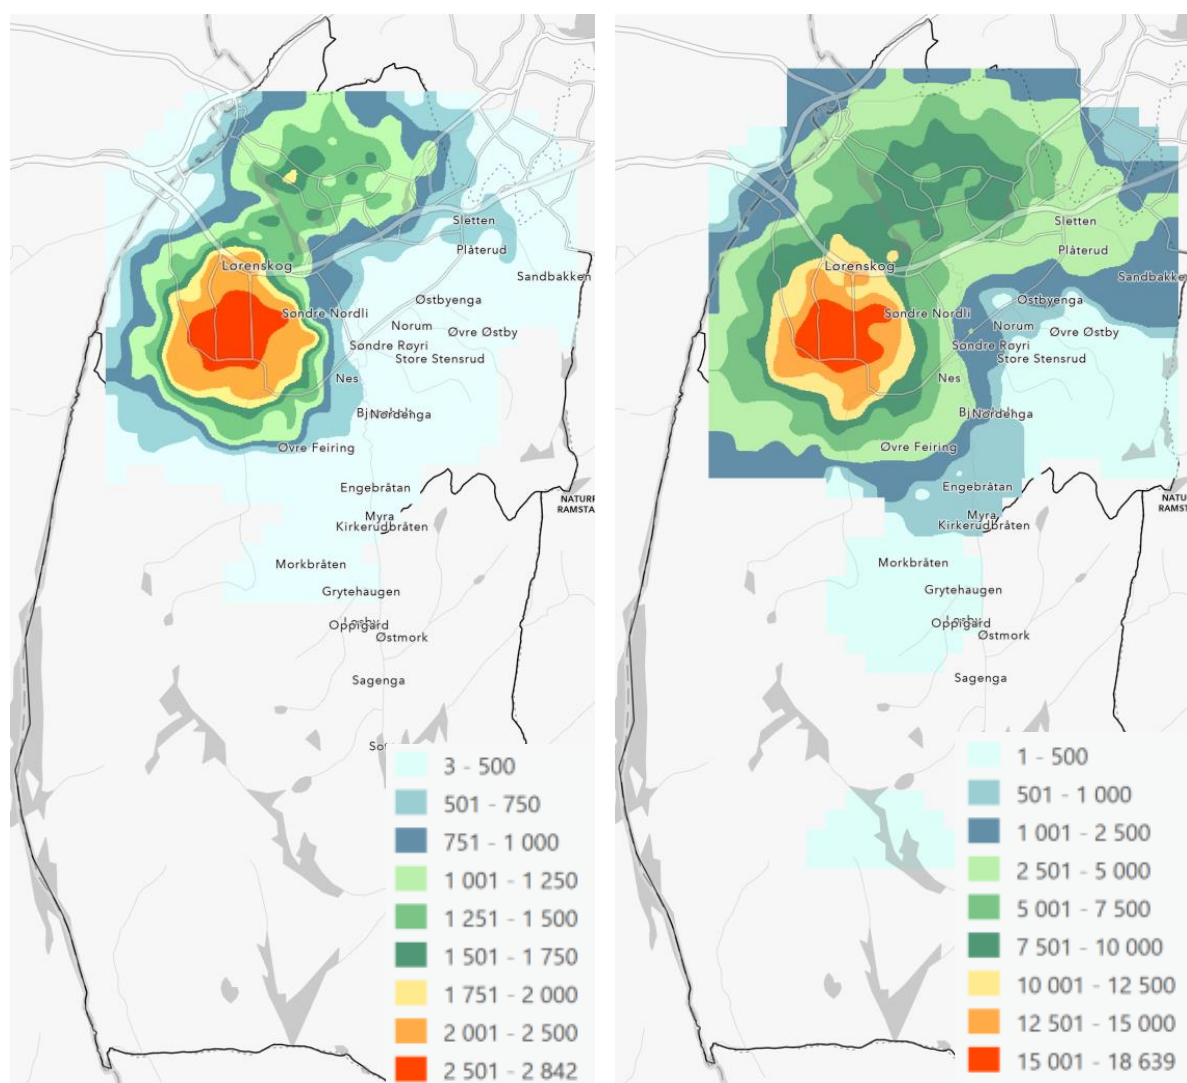 Sletten
Plåterud
Lørenskog
Sandbakken
Østbyenga
Søndre Nordli
Norum
Øvre Østby
Søndre Røyri
Store Stensrud
Nes
Nordenga
Øvre Feiring
Engebråtan
NATURF
RAMSTA
Myra
Kirkerudbråten
Morkbråten
Grytehaugen
Oppigard
Østmork
Sagenga
3 - 500
501 - 750
751 - 1 000
1 001 - 1 250
1 251 - 1 500
1 501 - 1 750
1 751 - 2 000
2 001 - 2 500
2 501 - 2 842
Sletten
Plåterud
Lørenskog
Sandbakke
Østbyenga
Søndre Nordli
Norum
Øvre Østby
Søndre Røyri
Store Stensrud
Nes
Nordenga
Øvre Feiring
Engebråtan
NATU
RAMST
Myra
Kirkerudbråten
Morkbråten
Grytehaugen
Oppigard
Østmork
Sagenga
1 - 500
501 - 1 000
1 001 - 2 500
2 501 - 5 000
5 001 - 7 500
7 501 - 10 000
10 001 - 12 500
12 501 - 15 000
15 001 - 18 639